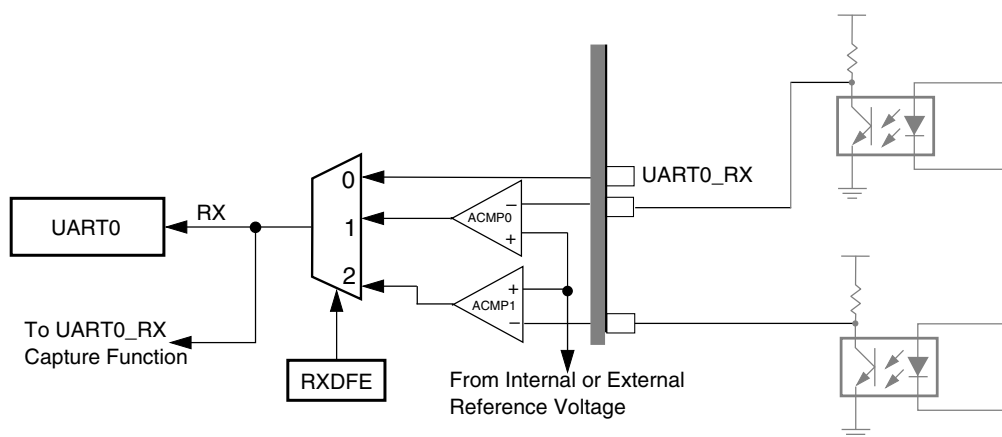 UART0_RX
0
ACMP0
−
+
RX
UART0
1
2
ACMP1
+
−
To UART0_RX
Capture Function
RXDFE
From Internal or External
Reference Voltage